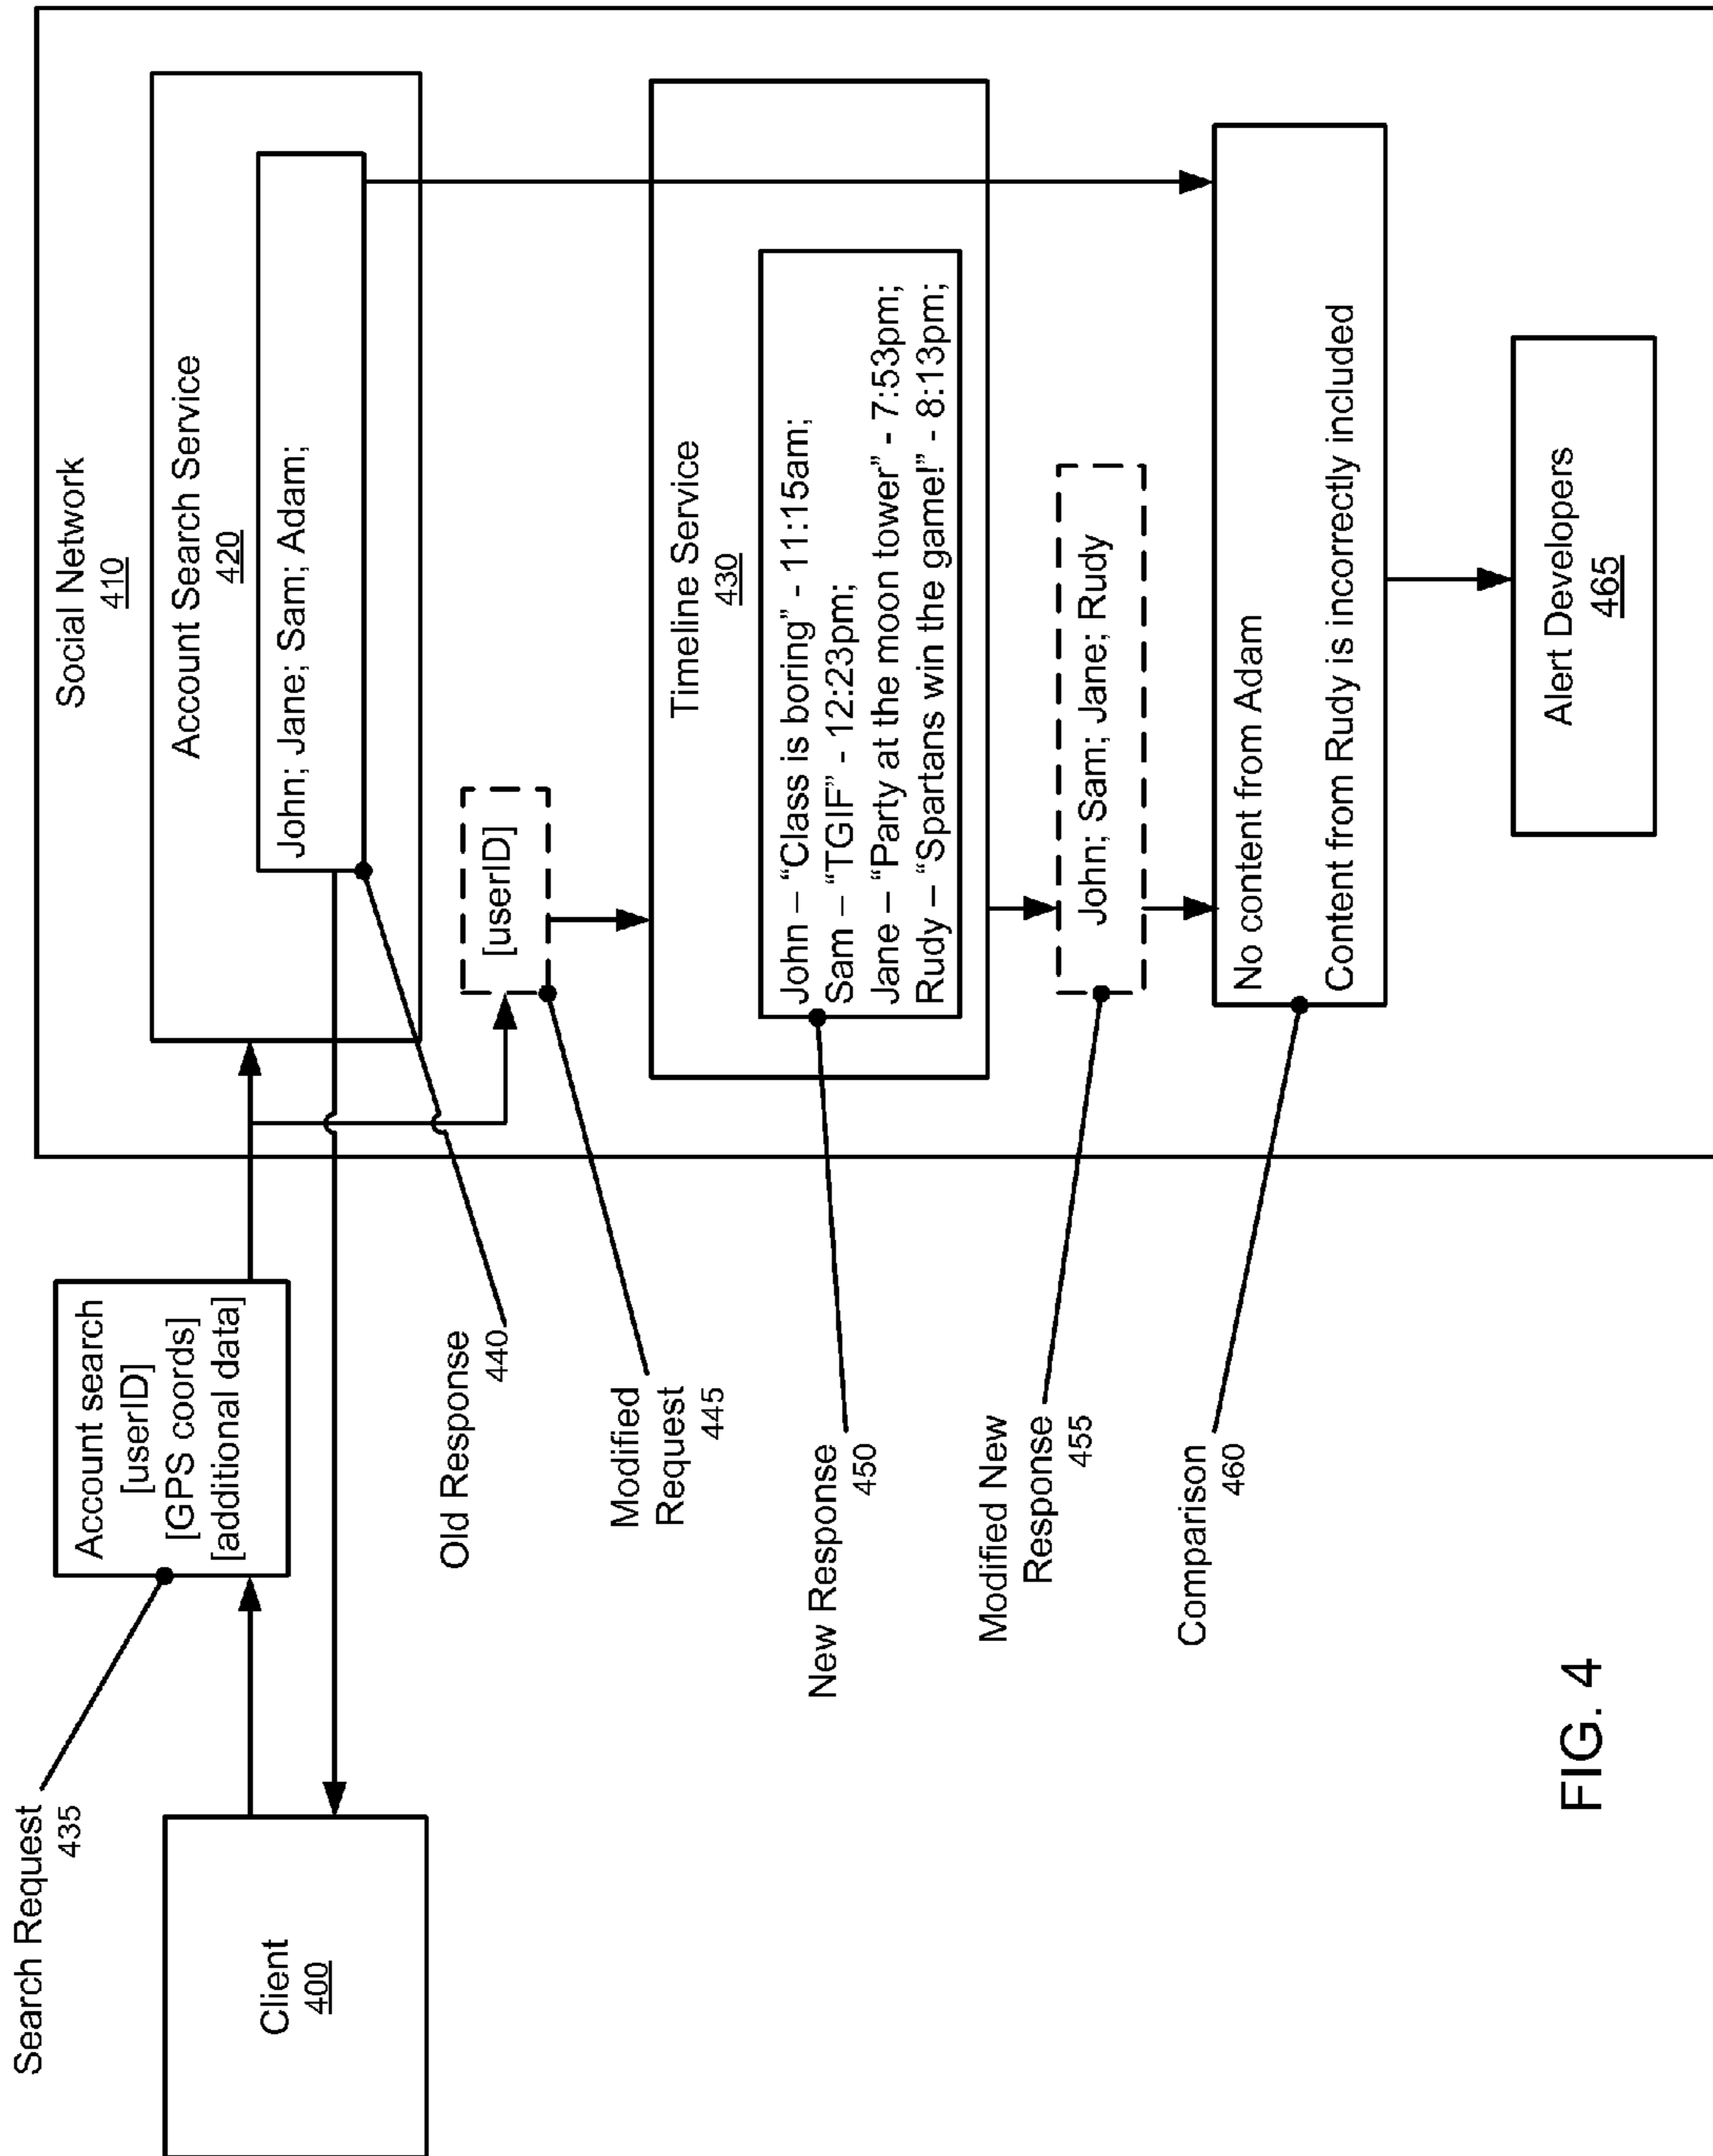 Search Request
435
Client
400
Account search
[userID]
[GPS coords]
[additional data]
Social Network
410
Account Search Service
420
John; Jane; Sam; Adam;
Old Response
440
[userID]
Modified
Request
445
Timeline Service
430
John – “Class is boring” - 11:15am;
Sam – “TGIF” - 12:23pm;
Jane – “Party at the moon tower” - 7:53pm;
Rudy – “Spartans win the game!” - 8:13pm;
New Response
450
John; Sam; Jane; Rudy
Modified New
Response
455
No content from Adam
Content from Rudy is incorrectly included
Comparison
460
Alert Developers
465
FIG. 4